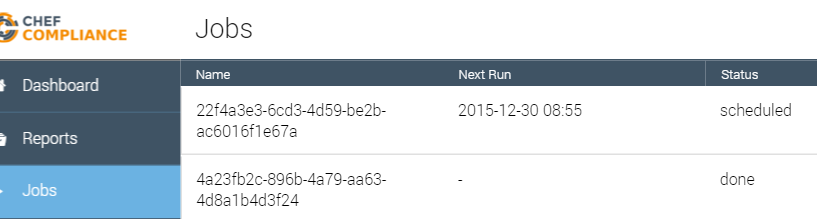 CHEF
COMPLIANCE
Jobs
Dashboard
Reports
Jobs
Name Next Run Status
22f4a3e3-6cd3-4d59-be2b- 2015-12-30 08:55 scheduled
ac6016f1e67a
4a23fb2c-896b-4a79-aa63- - done
4d8a1b4d3f24